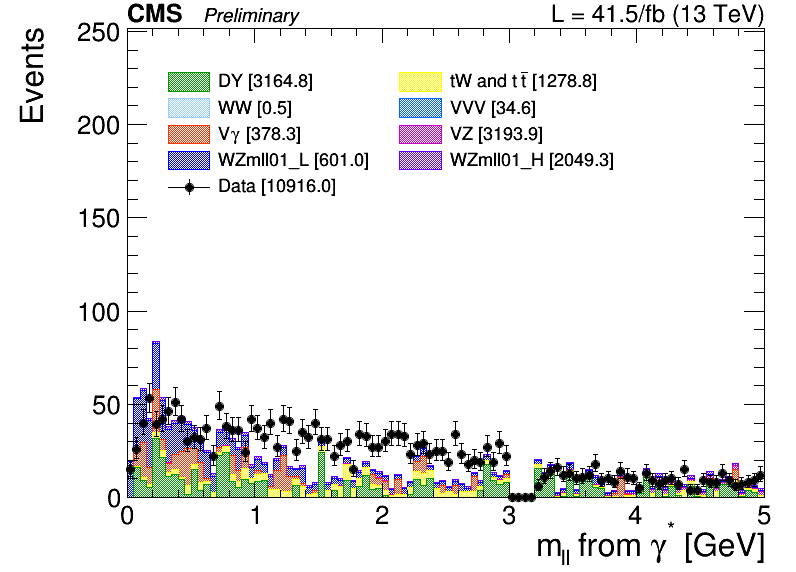 CMS Preliminary L = 41.5/fb (13 TeV)
Events
250
200
150
100
50
0
DY [3164.8]
tW and tt̅ [1278.8]
WW [0.5]
VVV [34.6]
Vγ [378.3]
VZ [3193.9]
WZmll01_L [601.0]
WZmll01_H [2049.3]
Data [10916.0]
0 1 2 3 4 5
m_ll from γ* [GeV]